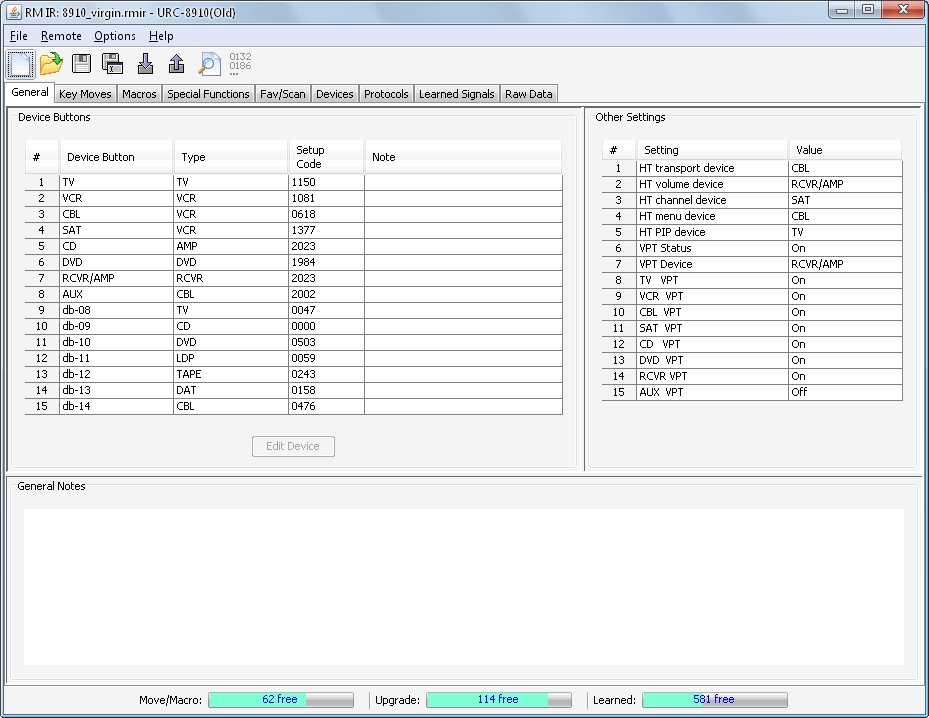 RM IR: 8910_virgin.rmir - URC-8910(Old)
File Remote Options Help
0132
0186
General Key Moves Macros Special Functions Fav/Scan Devices Protocols Learned Signals Raw Data
Device Buttons
# Device Button Type Setup Code Note
1 TV TV 1150
2 VCR VCR 1081
3 CBL VCR 0618
4 SAT VCR 1377
5 CD AMP 2023
6 DVD DVD 1984
7 RCVR/AMP RCVR 2023
8 AUX CBL 2002
9 db-08 TV 0047
10 db-09 CD 0000
11 db-10 DVD 0503
12 db-11 LDP 0059
13 db-12 TAPE 0243
14 db-13 DAT 0158
15 db-14 CBL 0476
Edit Device
Other Settings
# Setting Value
1 HT transport device CBL
2 HT volume device RCVR/AMP
3 HT channel device SAT
4 HT menu device CBL
5 HT PIP device TV
6 VPT Status On
7 VPT Device RCVR/AMP
8 TV VPT On
9 VCR VPT On
10 CBL VPT On
11 SAT VPT On
12 CD VPT On
13 DVD VPT On
14 RCVR VPT On
15 AUX VPT Off
General Notes
Move/Macro: 62 free Upgrade: 114 free Learned: 581 free